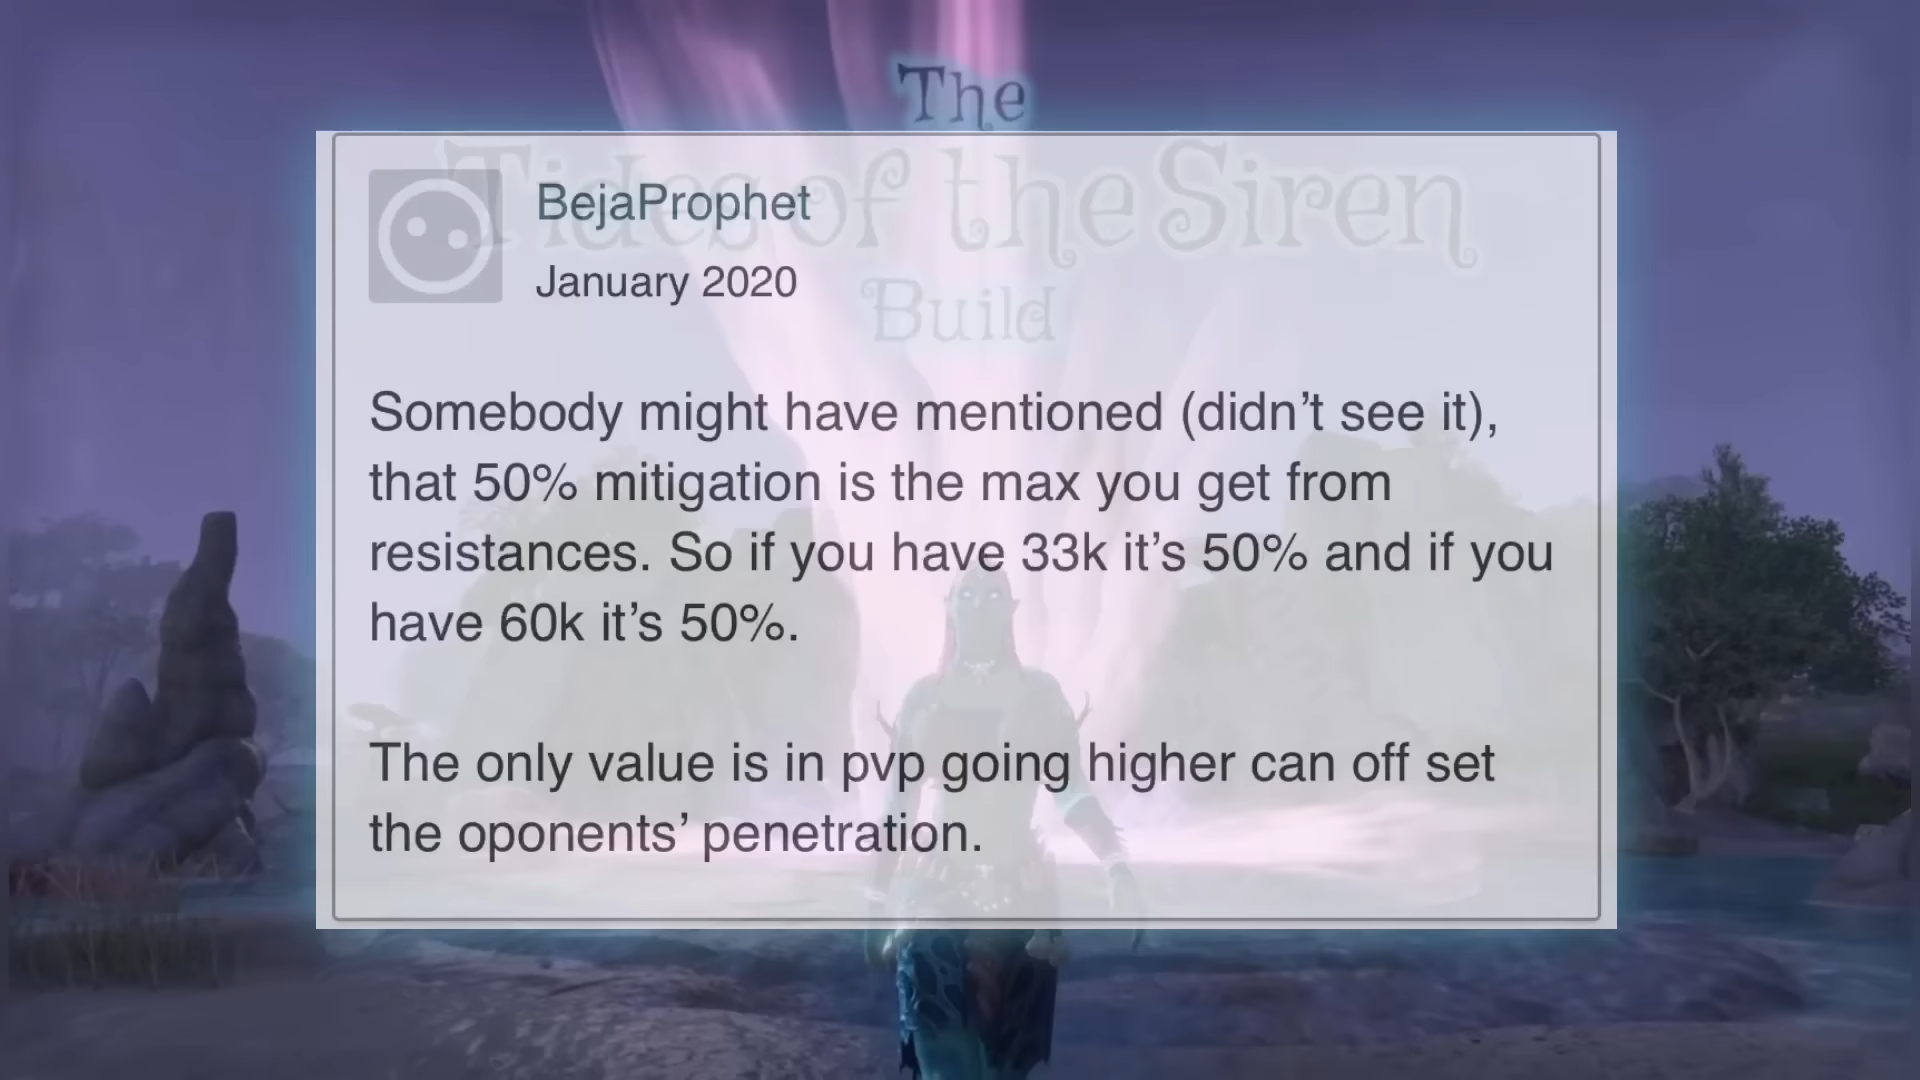 The
Tides of the Siren
Build
BejaProphet
January 2020
Somebody might have mentioned (didn’t see it),
that 50% mitigation is the max you get from
resistances. So if you have 33k it’s 50% and if you
have 60k it’s 50%.
The only value is in pvp going higher can off set
the oponents’ penetration.